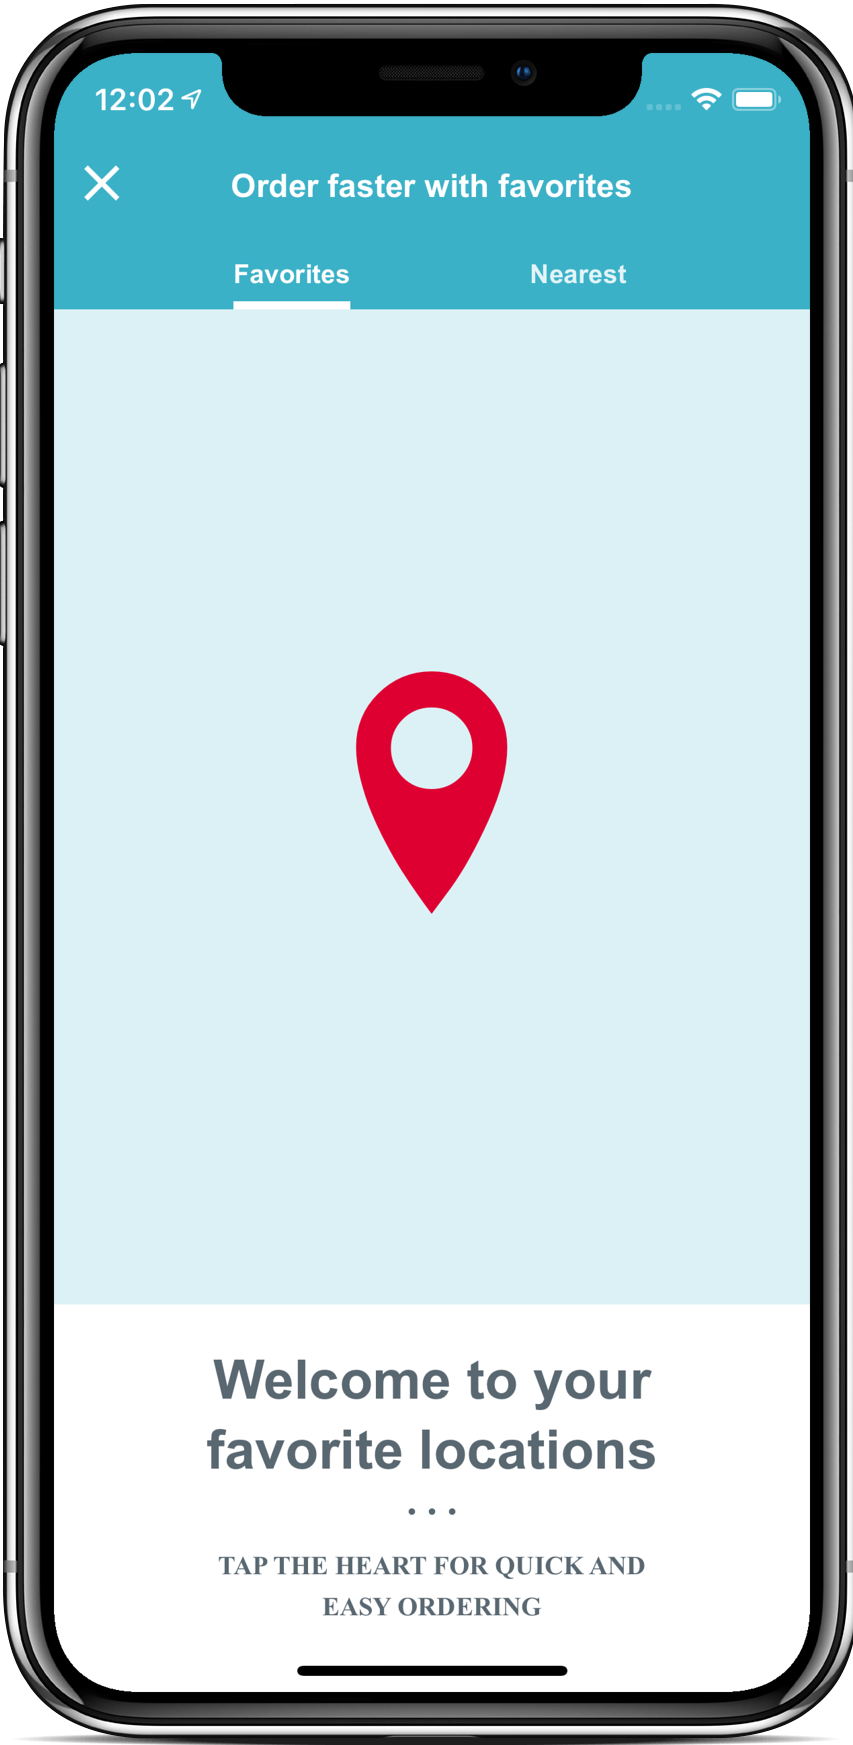 12:02
Order faster with favorites
Favorites Nearest
Welcome to your
favorite locations
• • •
TAP THE HEART FOR QUICK AND
EASY ORDERING